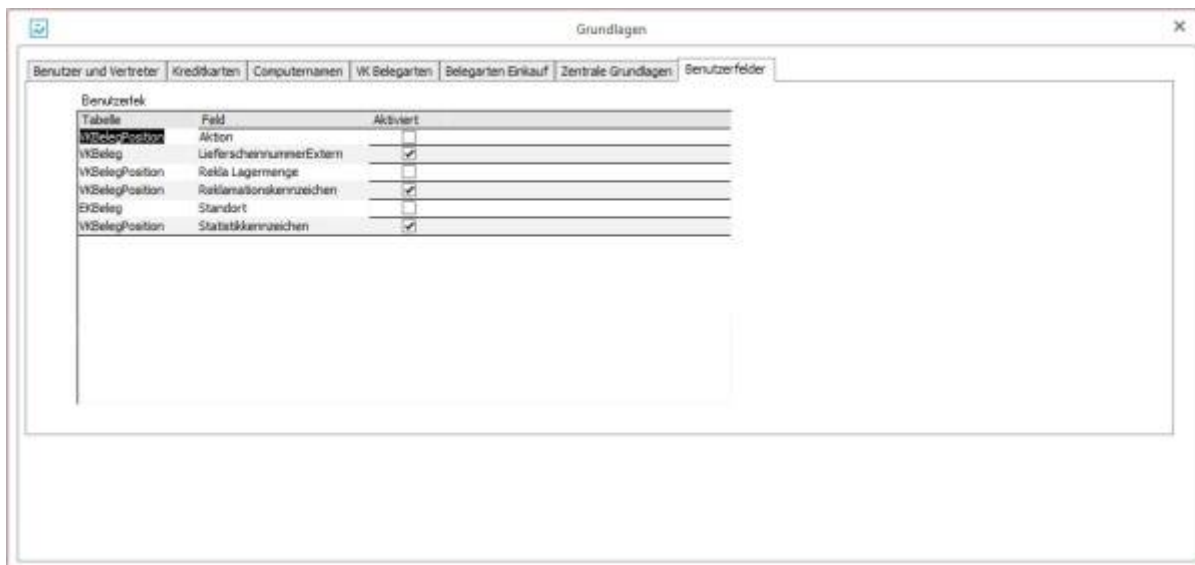 Grundlagen
Benutzer und Vertreter Kreditkarten Computernamen VK Belegarten Belegarten Einkauf Zentrale Grundlagen Benutzerfelder
Benutzerfek
Tabelle Feld Aktiviert
VKBelegPosition Aktion
VKBeleg LieferscheinnummerExtern
VKBelegPosition Rekla Lagermenge
VKBelegPosition Reklamationskennzeichen
EKBeleg Standort
VKBelegPosition Statistikkennzeichen